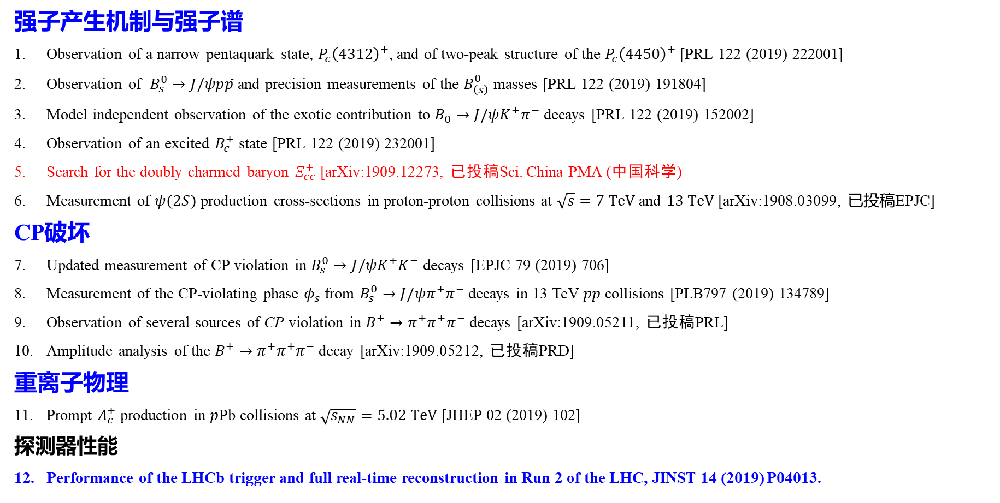 强子产生机制与强子谱
1. Observation of a narrow pentaquark state, $P_c(4312)^+$, and of two-peak structure of the $P_c(4450)^+$ [PRL 122 (2019) 222001]
2. Observation of $B_s^0 \to J/\psi p\bar{p}$ and precision measurements of the $B_{(s)}^0$ masses [PRL 122 (2019) 191804]
3. Model independent observation of the exotic contribution to $B_0 \to J/\psi K^+\pi^-$ decays [PRL 122 (2019) 152002]
4. Observation of an excited $B_c^+$ state [PRL 122 (2019) 232001]
5. Search for the doubly charmed baryon $\Xi_{cc}^+$ [arXiv:1909.12273, 已投稿Sci. China PMA (中国科学)
6. Measurement of $\psi(2S)$ production cross-sections in proton-proton collisions at $\sqrt{s} = 7$ TeV and 13 TeV [arXiv:1908.03099, 已投稿EPJC]
CP破坏
7. Updated measurement of CP violation in $B_s^0 \to J/\psi K^+K^-$ decays [EPJC 79 (2019) 706]
8. Measurement of the CP-violating phase $\phi_s$ from $B_s^0 \to J/\psi\pi^+\pi^-$ decays in 13 TeV $pp$ collisions [PLB797 (2019) 134789]
9. Observation of several sources of CP violation in $B^+ \to \pi^+\pi^+\pi^-$ decays [arXiv:1909.05211, 已投稿PRL]
10. Amplitude analysis of the $B^+ \to \pi^+\pi^+\pi^-$ decay [arXiv:1909.05212, 已投稿PRD]
重离子物理
11. Prompt $\Lambda_c^+$ production in $p$Pb collisions at $\sqrt{s_{NN}} = 5.02$ TeV [JHEP 02 (2019) 102]
探测器性能
12. Performance of the LHCb trigger and full real-time reconstruction in Run 2 of the LHC, JINST 14 (2019) P04013.